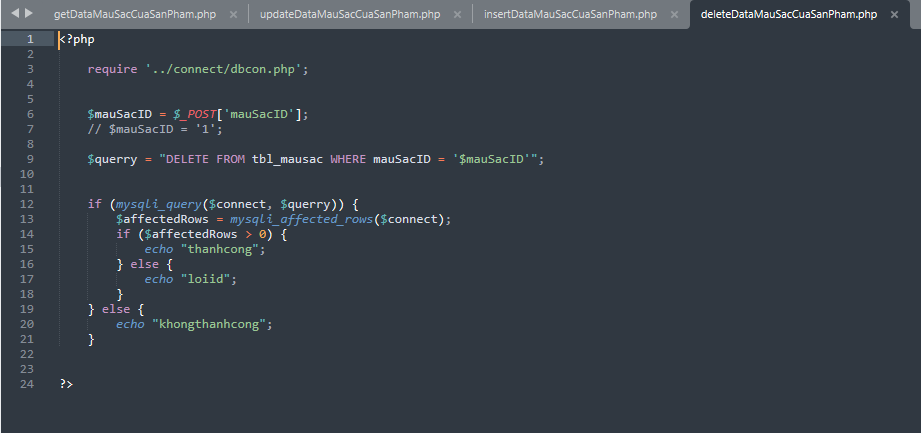 getDataMauSacCuaSanPham.php × updateDataMauSacCuaSanPham.php × insertDataMauSacCuaSanPham.php × deleteDataMauSacCuaSanPham.php ×
1 <?php
2
3 require '../connect/dbcon.php';
4
5
6 $mauSacID = $_POST['mauSacID'];
7 // $mauSacID = '1';
8
9 $querry = "DELETE FROM tbl_mausac WHERE mauSacID = '$mauSacID'";
10
11
12 if (mysqli_query($connect, $querry)) {
13 $affectedRows = mysqli_affected_rows($connect);
14 if ($affectedRows > 0) {
15 echo "thanhcong";
16 } else {
17 echo "loiid";
18 }
19 } else {
20 echo "khongthanhcong";
21 }
22
23
24 ?>